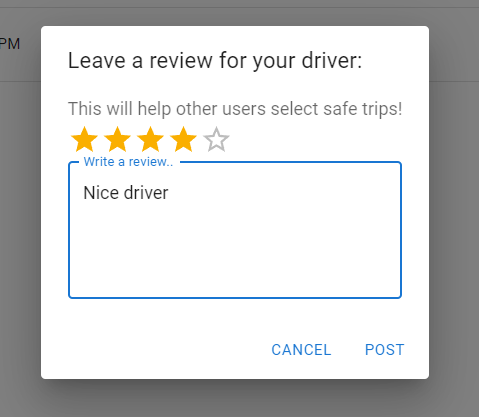 PM
Leave a review for your driver:
This will help other users select safe trips!
Write a review..
Nice driver
CANCEL POST